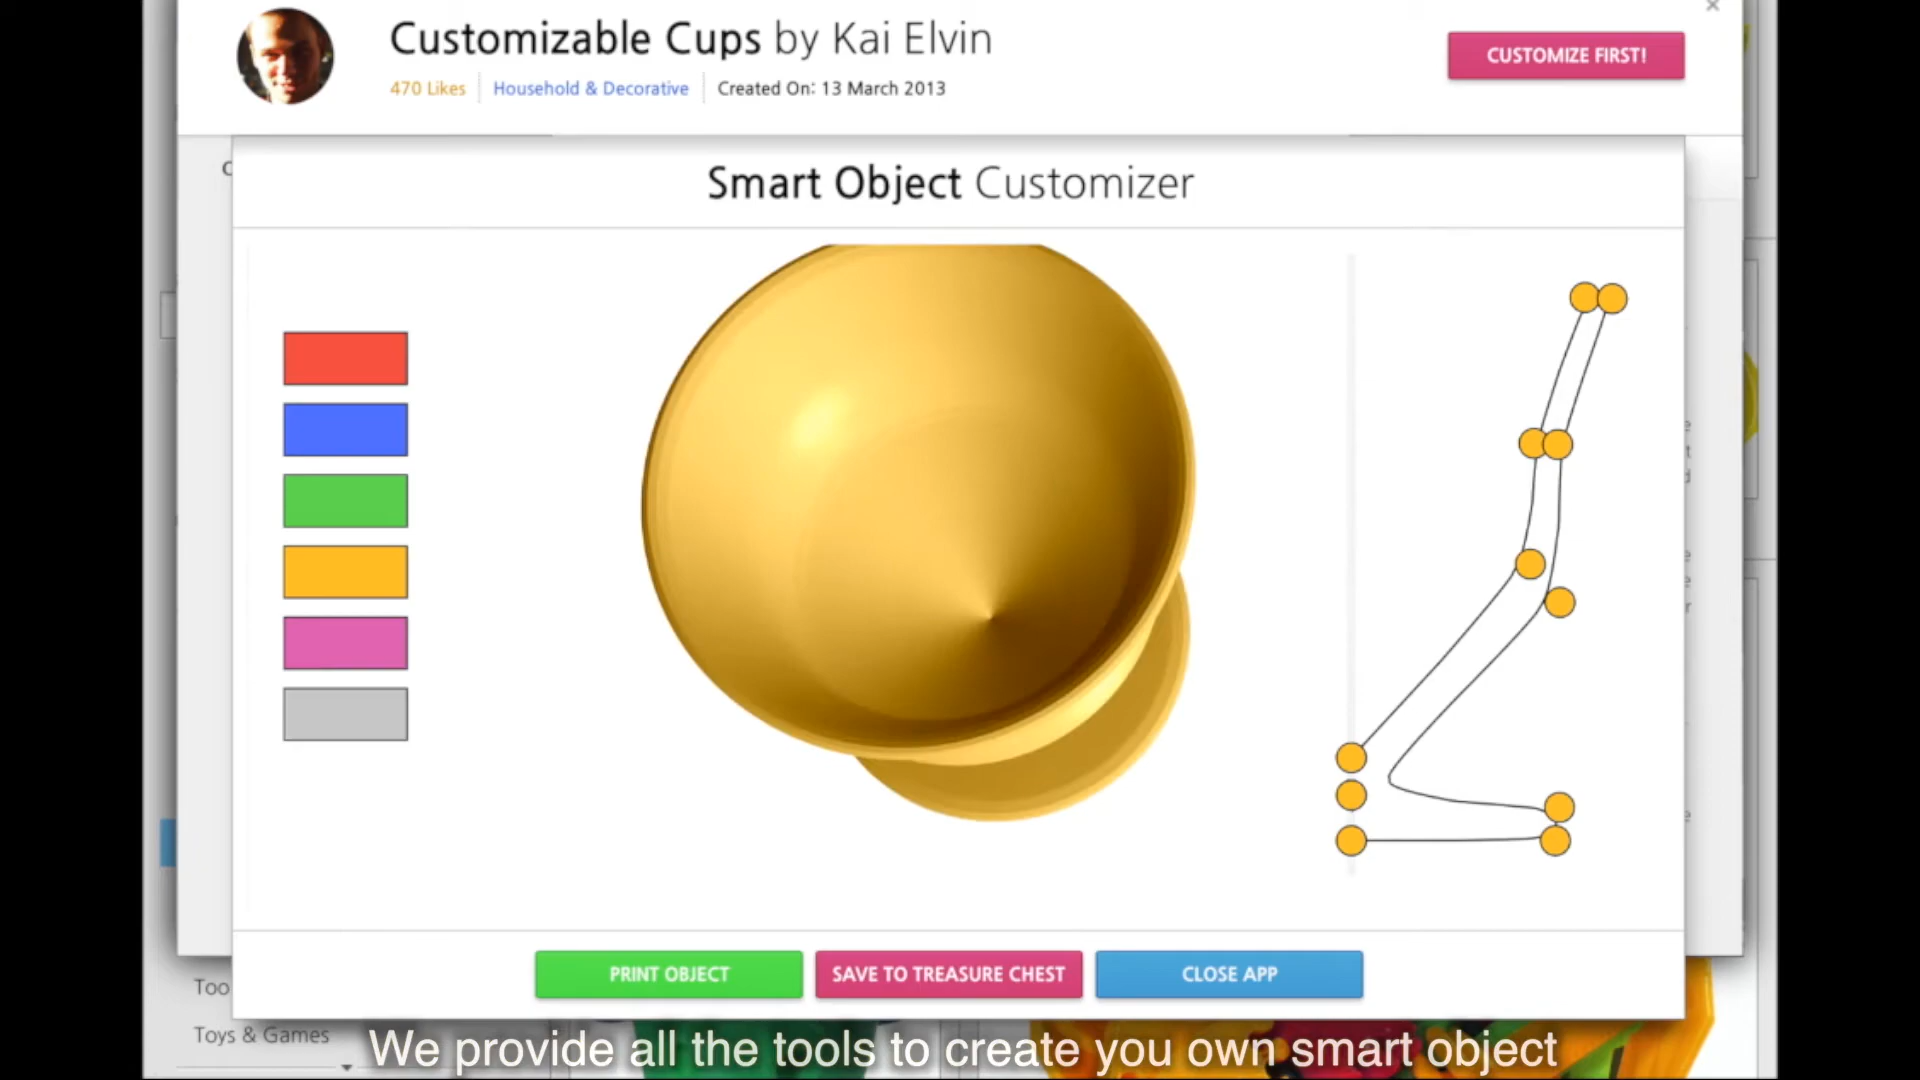 Customizable Cups by Kai Elvin
CUSTOMIZE FIRST!
470 Likes
Household & Decorative
Created On: 13 March 2013
Smart Object Customizer
PRINT OBJECT
SAVE TO TREASURE CHEST
CLOSE APP
Too
Toys & Games
We provide all the tools to create you own smart object